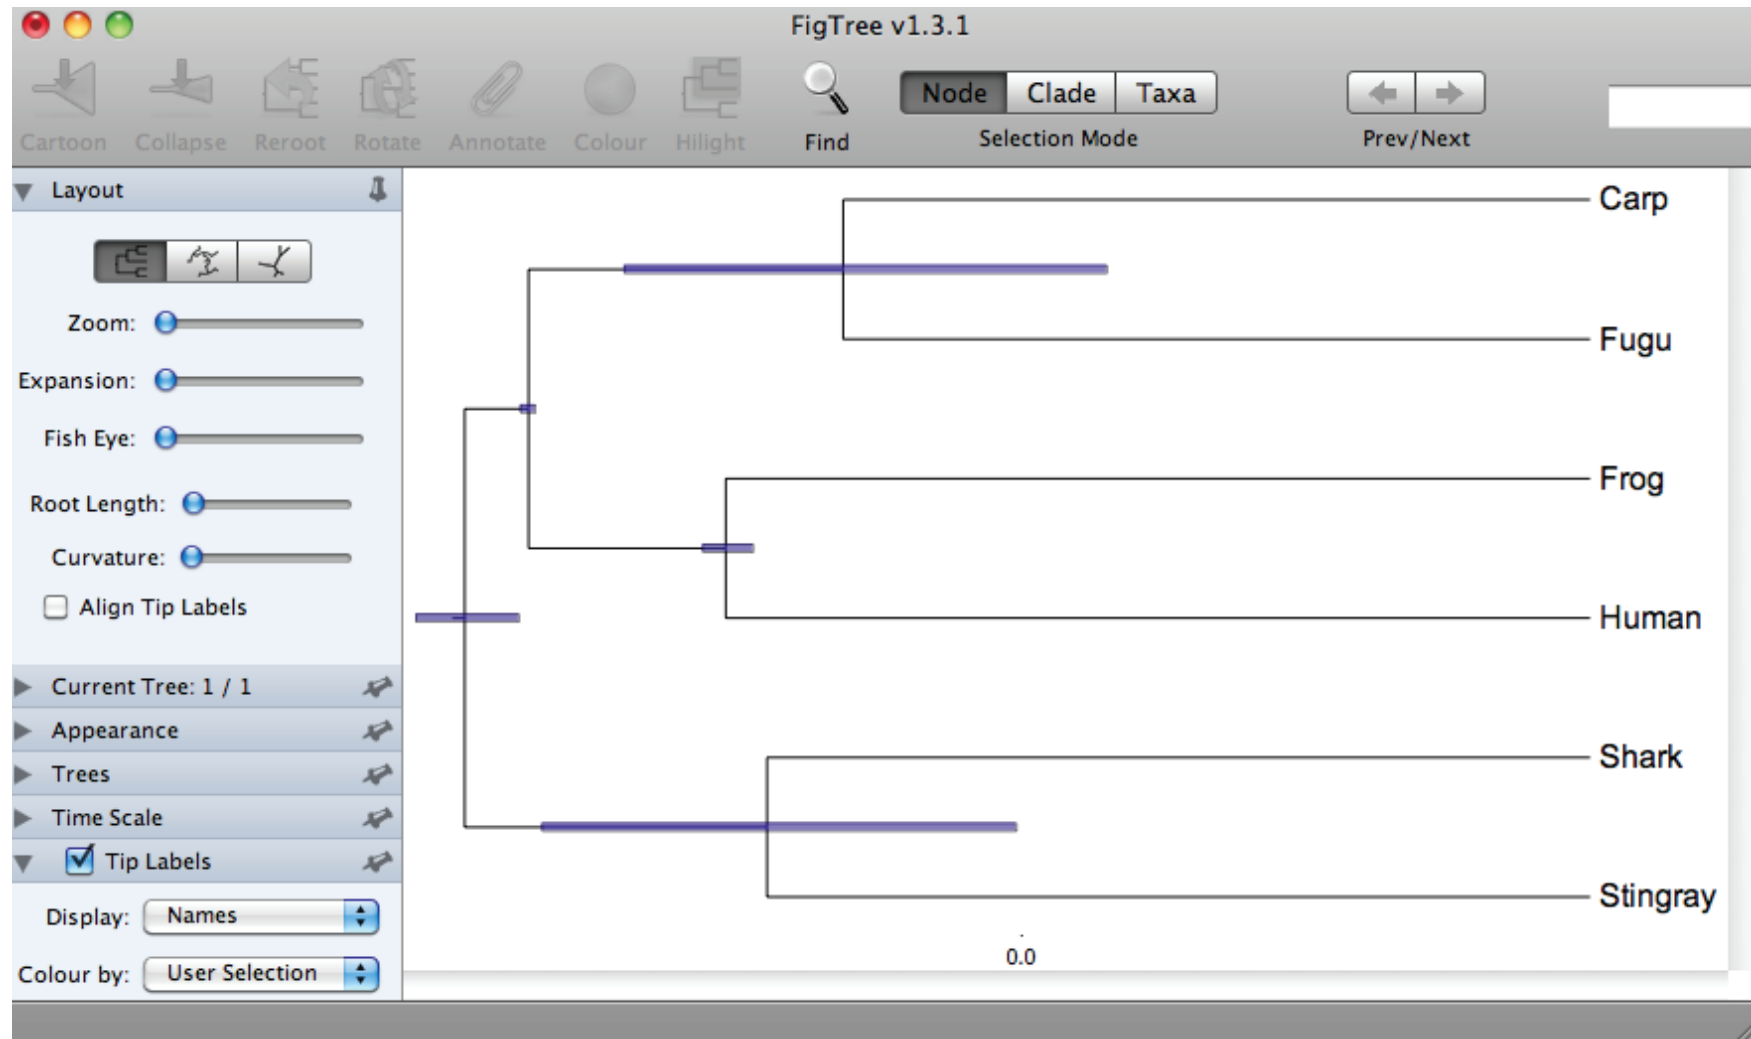 FigTree v1.3.1
Cartoon Collapse Reroot Rotate Annotate Colour Hilight Find
Node Clade Taxa
Selection Mode
Prev/Next
Layout
Zoom:
Expansion:
Fish Eye:
Root Length:
Curvature:
Align Tip Labels
Current Tree: 1 / 1
Appearance
Trees
Time Scale
Tip Labels
Display: Names
Colour by: User Selection
Carp
Fugu
Frog
Human
Shark
Stingray
0.0